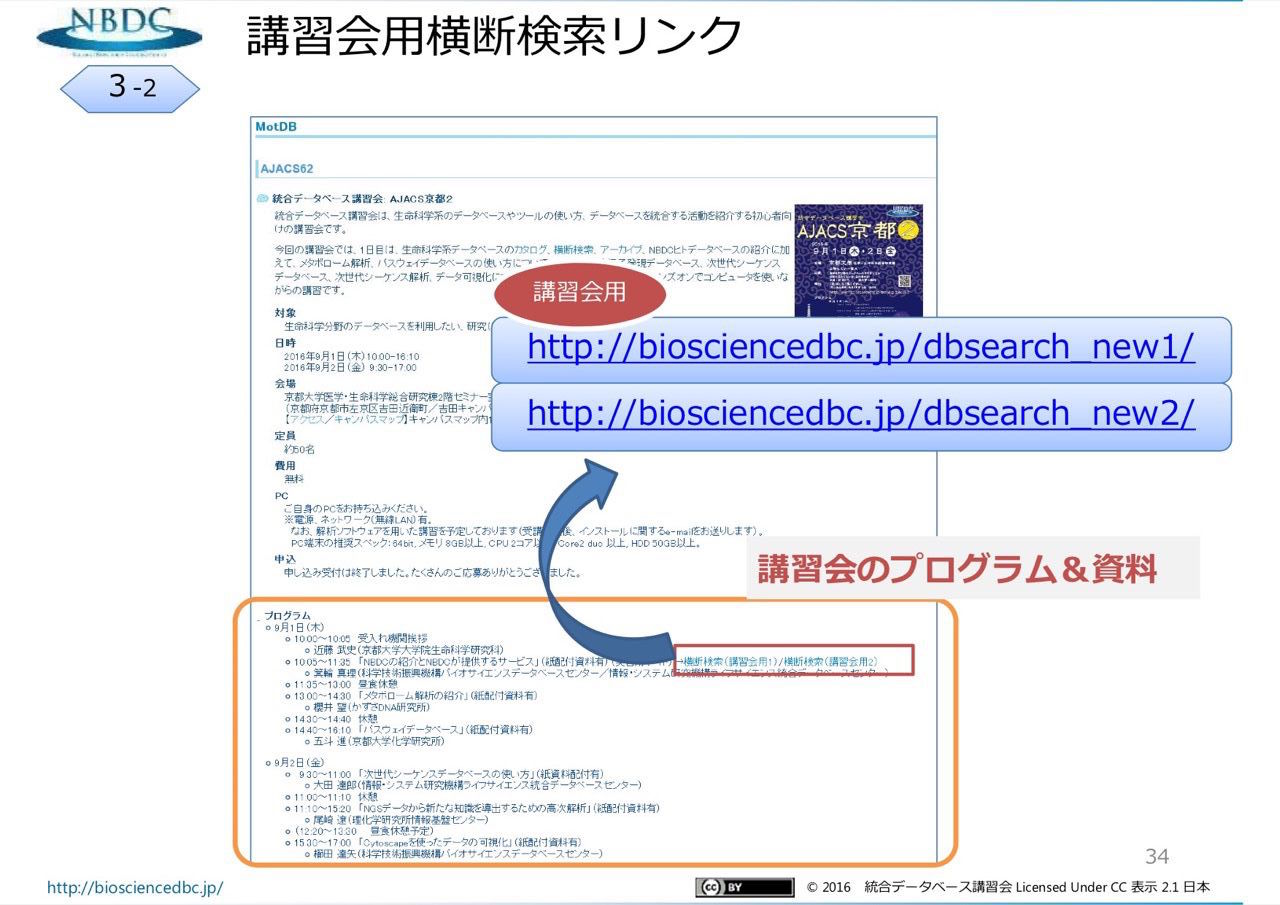 NBDC
講習会用横断検索リンク
3-2
MotDB
AJACS62
統合データベース講習会: AJACS京都2
統合データベース講習会は、生命科学系のデータベースやツールの使い方、データベースを統合する活動を紹介する初心者向
けの講習会です。
今回の講習会では、1日目は、生命科学系データベースのカタログ、横断検索、アーカイブ、NBDCヒトデータベースの紹介に加
えて、メタボローム解析、パスウェイデータベースの使い方につい 発現データベース、次世代シーケンス
データベース、次世代シーケンス解析、データ可視化に ンズオンでコンピュータを使いな
がらの講習です。
AJACS京都2
9月1日木・2日金
講習会用
対象
生命科学分野のデータベースを利用したい、研究
http://biosciencedbc.jp/dbsearch_new1/
日時
2016年9月1日(木) 10:00-16:10
2016年9月2日(金) 9:30-17:00
会場
京都大学医学・生命科学総合研究棟2階セミナー
http://biosciencedbc.jp/dbsearch_new2/
(京都府京都市左京区吉田近衛町/吉田キャンパ
【アクセス/キャンパスマップ】キャンパスマップ内
定員
約50名
費用
無料
PC
ご自身のPCをお持ち込みください。
※電源、ネットワーク(無線LAN)有。
なお、解析ソフトウェアを用いた講習を予定しております(受講 後、インストールに関するe-mailをお送りします)。
PC端末の推奨スペック: 64bit, メモリ 8GB以上, CPU 2コア以 Core2 duo 以上, HDD 50GB以上。
申込
申し込み受付は終了しました。たくさんのご応募ありがとうございました。
講習会のプログラム＆資料
プログラム
9月1日(木)
10:00～10:05 受入れ機関挨拶
近藤 武史(京都大学大学院生命科学研究科)
10:05～11:35 「NBDCの紹介とNBDCが提供するサービス」(紙配付資料有) →横断検索(講習会用1)/横断検索(講習会用2)
箕輪 真理(科学技術振興機構バイオサイエンスデータベースセンター/情報・システム研究機構ライフサイエンス統合データベースセンター)
11:35～13:00 昼食休憩
13:00～14:30 「メタボローム解析の紹介」(紙配付資料有)
櫻井 望(かずさDNA研究所)
14:30～14:40 休憩
14:40～16:10 「パスウェイデータベース」(紙配付資料有)
五斗 進(京都大学化学研究所)
9月2日(金)
9:30～11:00 「次世代シーケンスデータベースの使い方」(紙資料配付有)
大田 達郎(情報・システム研究機構ライフサイエンス統合データベースセンター)
11:00～11:10 休憩
11:10～15:20 「NGSデータから新たな知識を導出するための高次解析」(紙配付資料有)
尾崎 遼(理化学研究所情報基盤センター)
(12:20～13:30 昼食休憩予定)
15:30～17:00 「Cytoscapeを使ったデータの可視化」(紙配付資料有)
櫛田 達矢(科学技術振興機構バイオサイエンスデータベースセンター)
34
http://biosciencedbc.jp/
CC BY
© 2016 統合データベース講習会 Licensed Under CC 表示 2.1 日本